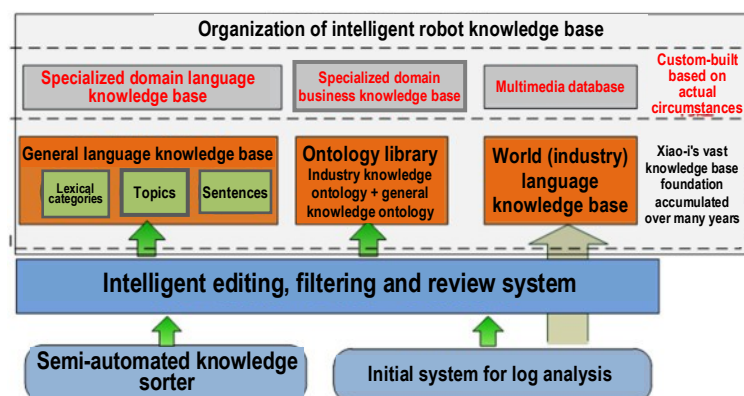 Organization of intelligent robot knowledge base
Specialized domain language
knowledge base
Specialized domain
business knowledge base
Multimedia database
Custom-built
based on
actual
circumstances
General language knowledge base
Lexical
categories
Topics
Sentences
Ontology library
Industry knowledge
ontology + general
knowledge ontology
World (industry)
language
knowledge base
Xiao-i's vast
knowledge base
foundation
accumulated
over many years
Intelligent editing, filtering and review system
Semi-automated knowledge
sorter
Initial system for log analysis